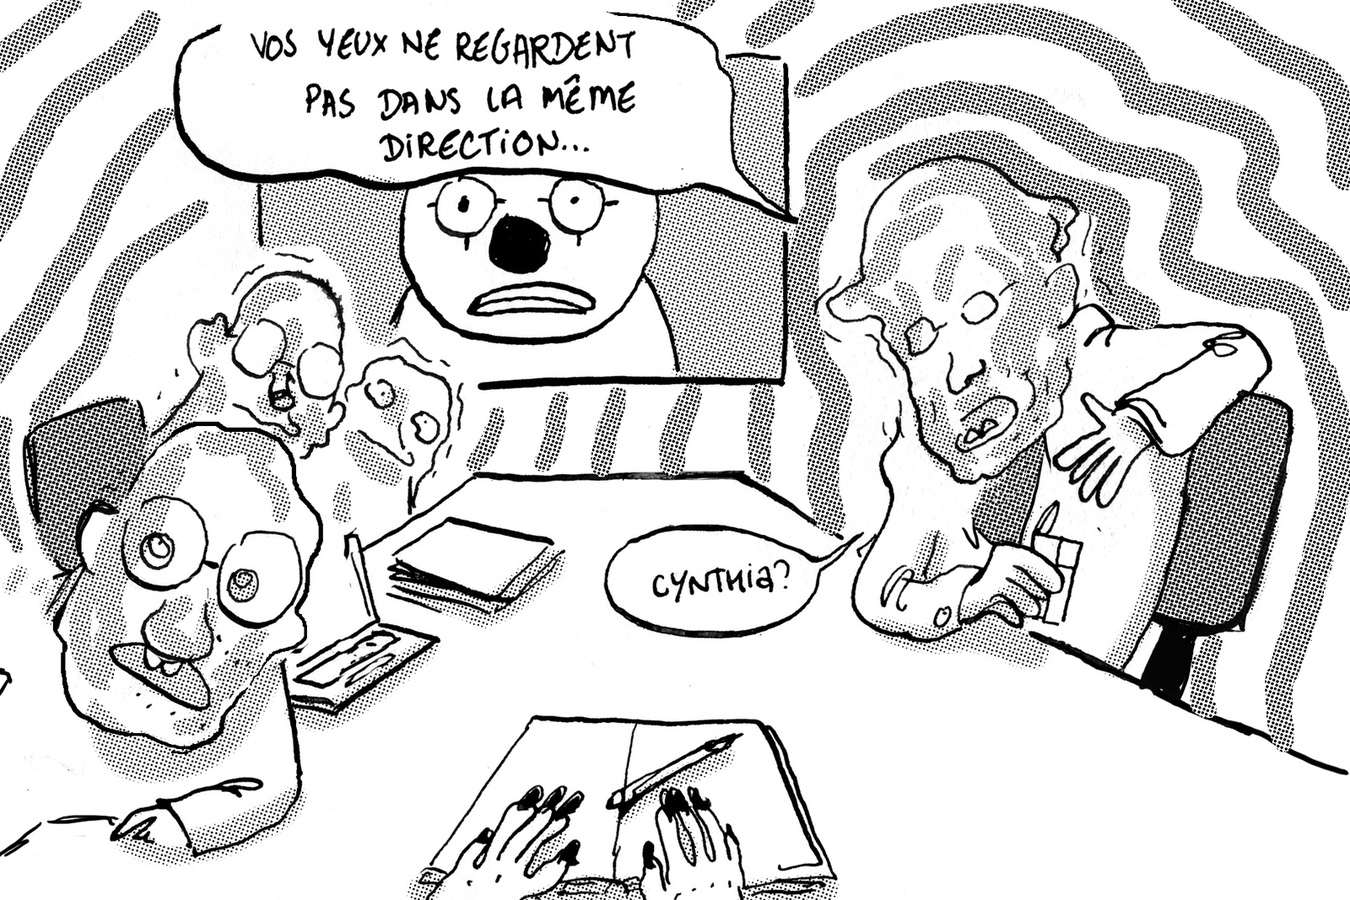 VOS YEUX NE REGARDENT
PAS DANS LA MÊME
DIRECTION...
CYNTHIA?